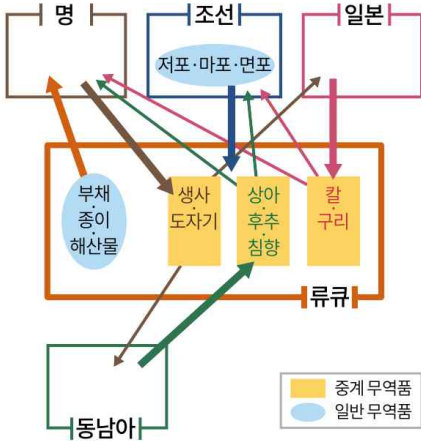 명
조선
일본
저포·마포·면포
부채
·
종이
·
해산물
생사
·
도자기
상아
·
후추
·
침향
칼
·
구리
류큐
동남아
중계 무역품
일반 무역품